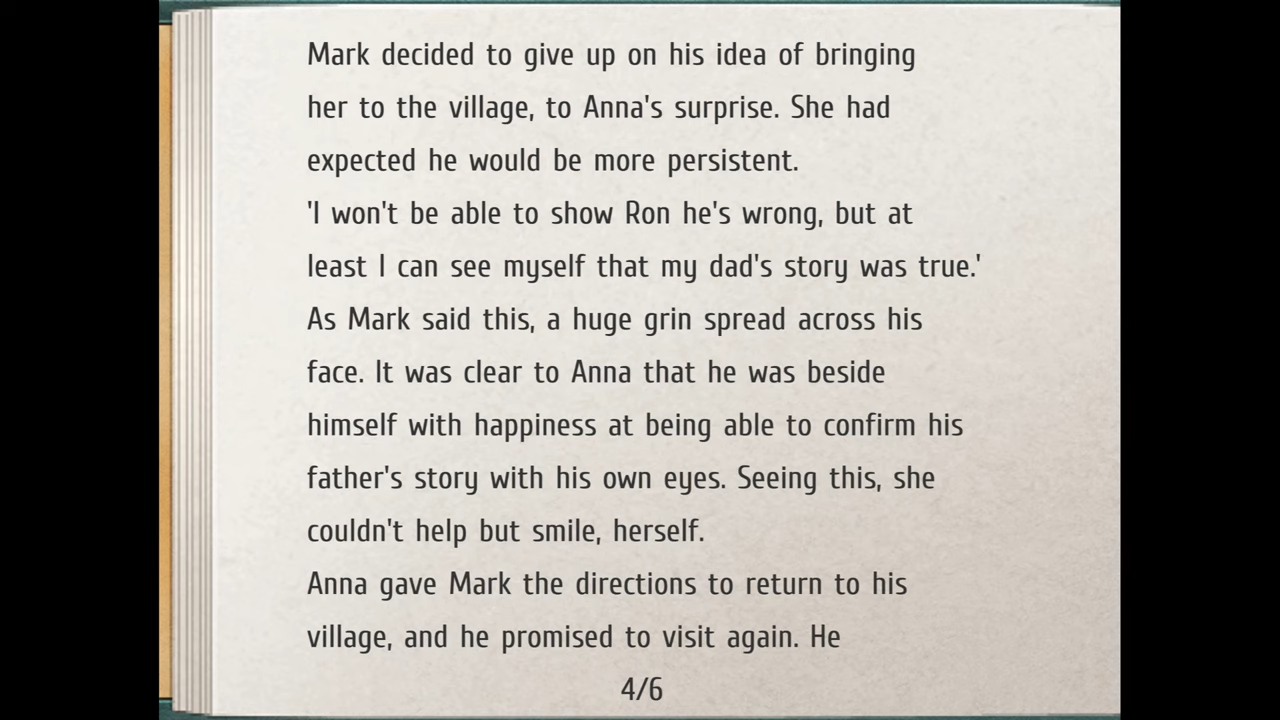 Mark decided to give up on his idea of bringing
her to the village, to Anna's surprise. She had
expected he would be more persistent.
'I won't be able to show Ron he's wrong, but at
least I can see myself that my dad's story was true.'
As Mark said this, a huge grin spread across his
face. It was clear to Anna that he was beside
himself with happiness at being able to confirm his
father's story with his own eyes. Seeing this, she
couldn't help but smile, herself.
Anna gave Mark the directions to return to his
village, and he promised to visit again. He
4/6